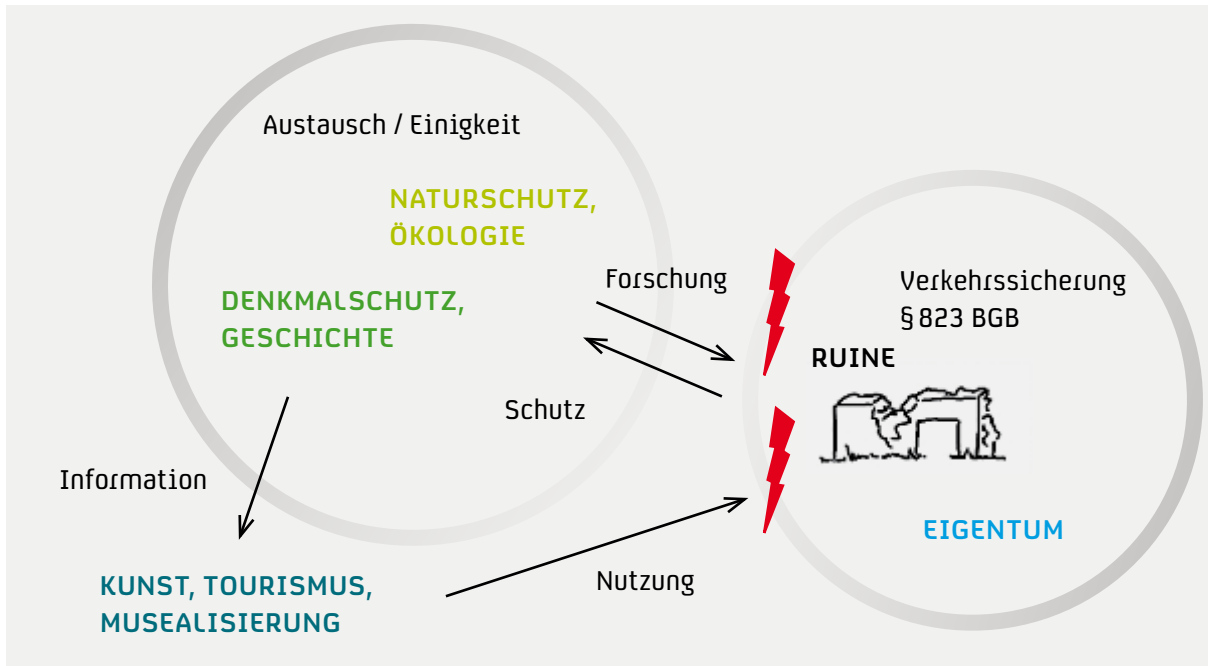 Austausch / Einigkeit
NATURSCHUTZ,
ÖKOLOGIE
DENKMALSCHUTZ,
GESCHICHTE
Forschung
Schutz
Information
KUNST, TOURISMUS,
MUSEALISIERUNG
Nutzung
Verkehrssicherung
§ 823 BGB
RUINE
EIGENTUM